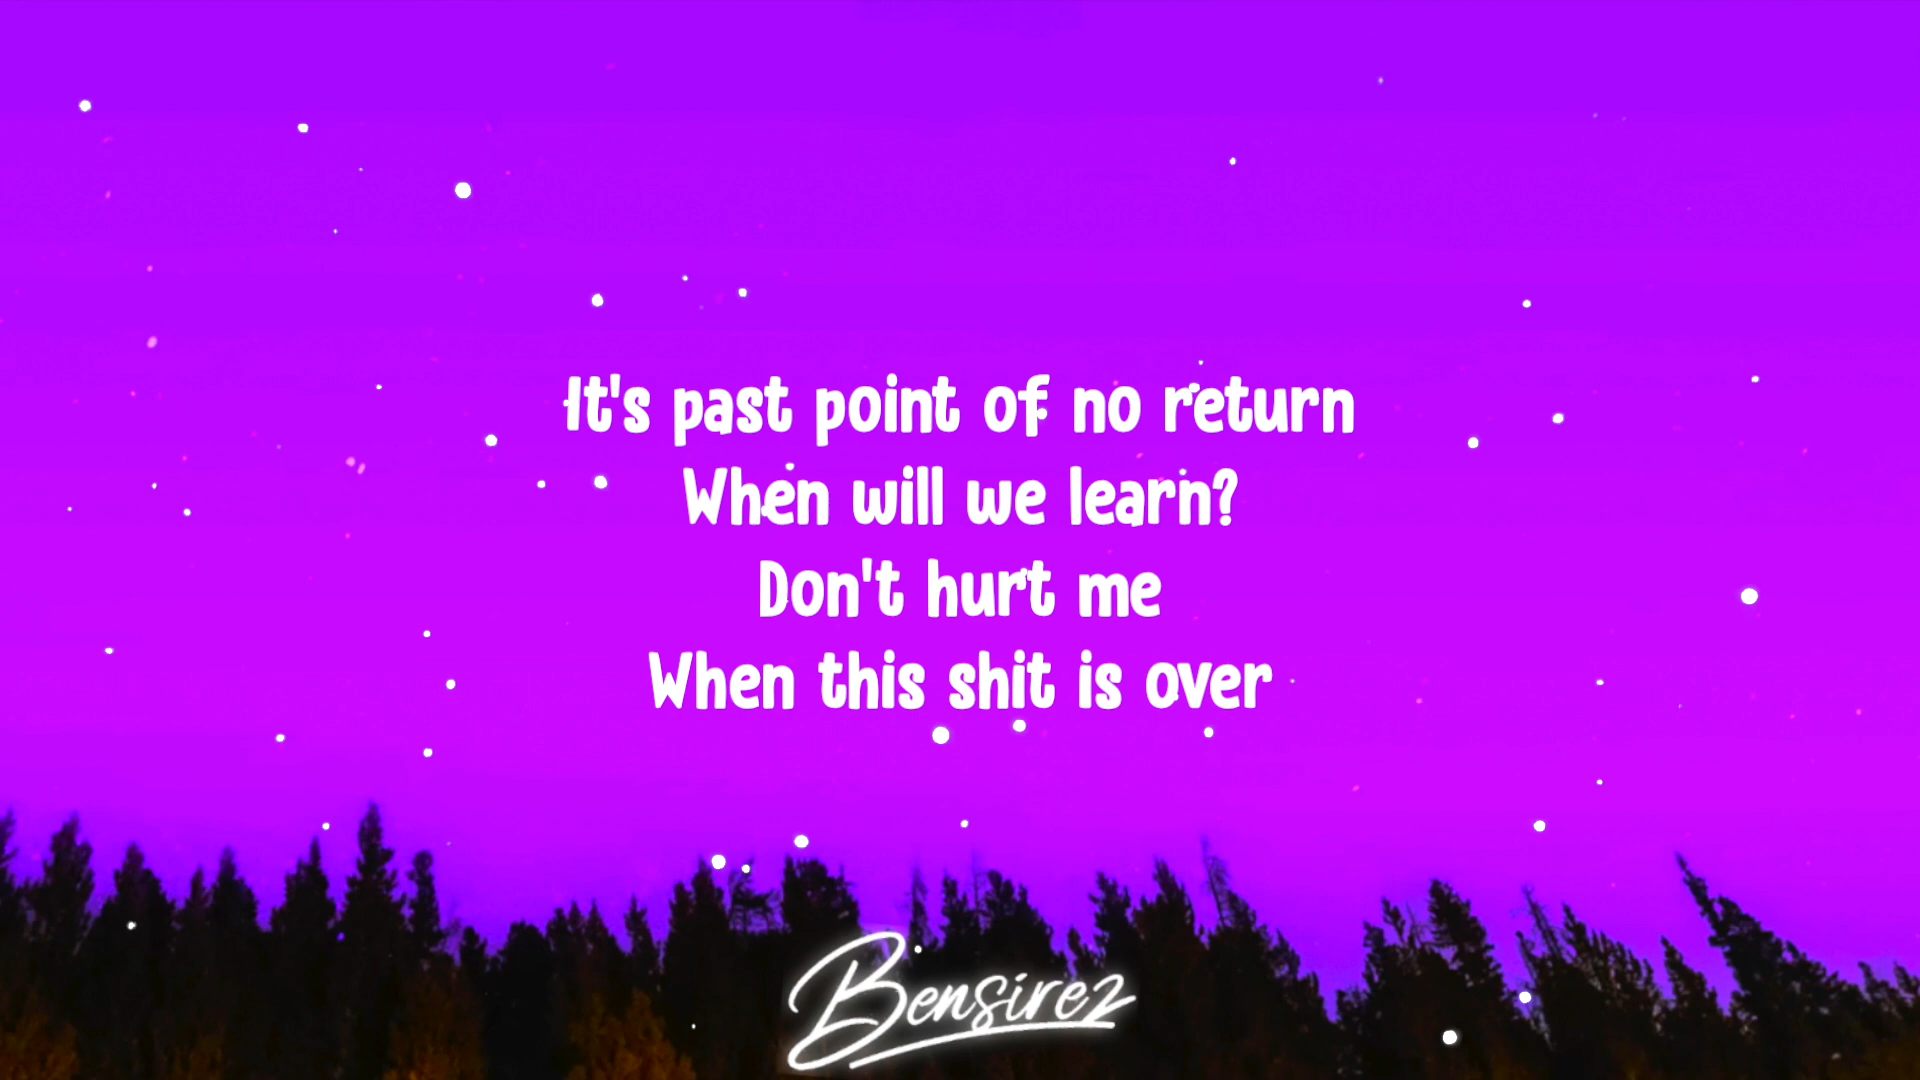 It's past point of no return
When will we learn?
Don't hurt me
When this shit is over
Bensirez